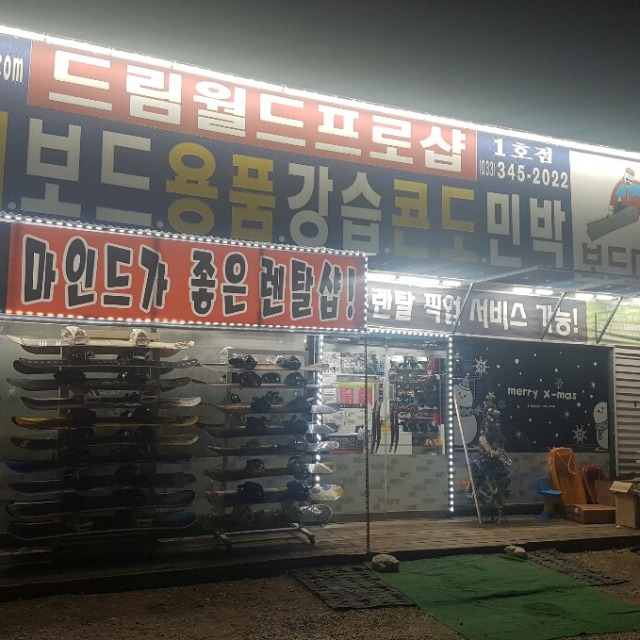 .com
드림월드프로샵
1호점
(033)345-2022
보드.용품.강습.콘도.민박
마인드가 좋은 렌탈샵!
렌탈 픽업 서비스 가능!
merry x-mas